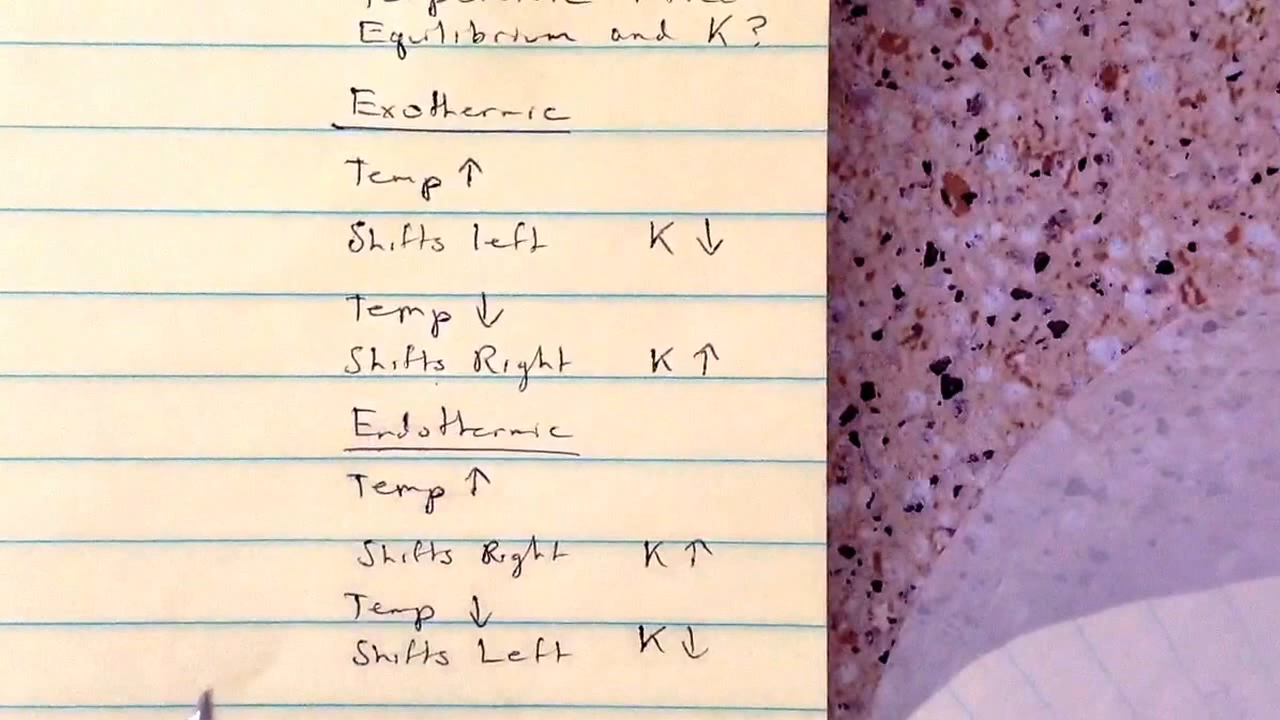 Equilibrium and K?
Exothermic
Temp ↑
Shifts left K ↓
Temp ↓
Shifts Right K ↑
Endothermic
Temp ↑
Shifts Right K ↑
Temp ↓
Shifts Left K ↓